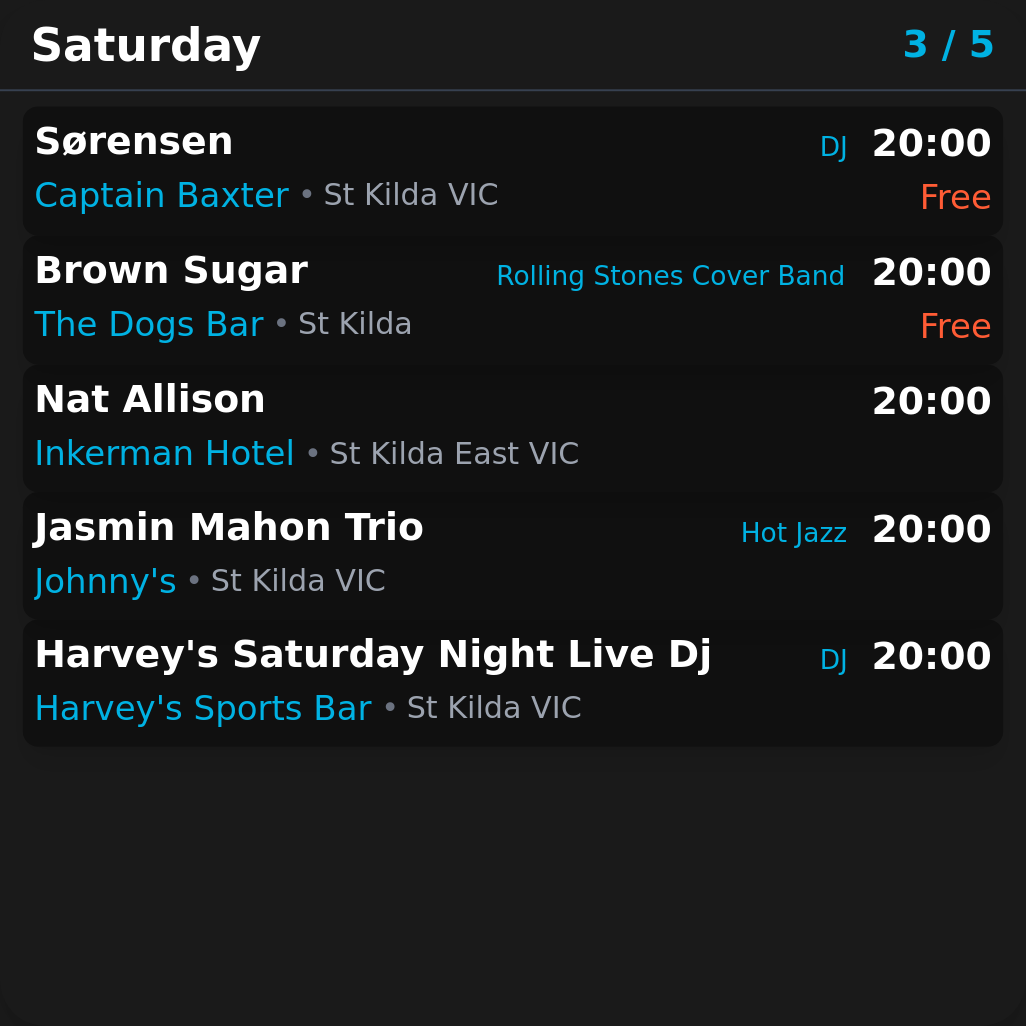 Saturday 3 / 5
Sørensen DJ 20:00
Captain Baxter • St Kilda VIC Free
Brown Sugar Rolling Stones Cover Band 20:00
The Dogs Bar • St Kilda Free
Nat Allison 20:00
Inkerman Hotel • St Kilda East VIC
Jasmin Mahon Trio Hot Jazz 20:00
Johnny's • St Kilda VIC
Harvey's Saturday Night Live Dj DJ 20:00
Harvey's Sports Bar • St Kilda VIC